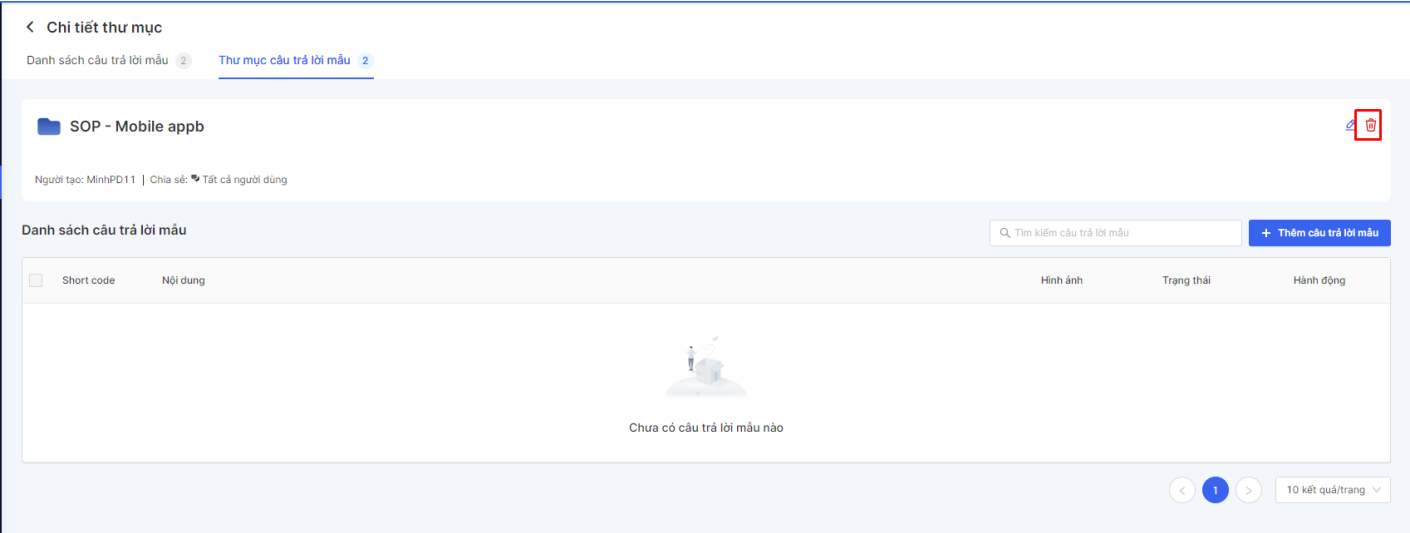 Chi tiết thư mục
Danh sách câu trả lời mẫu 2 Thư mục câu trả lời mẫu 2
SOP - Mobile appb
Người tạo: MinhPD11 | Chia sẻ: Tất cả người dùng
Danh sách câu trả lời mẫu
Tìm kiếm câu trả lời mẫu
+ Thêm câu trả lời mẫu
Short code Nội dung Hình ảnh Trạng thái Hành động
Chưa có câu trả lời mẫu nào
< 1 > 10 kết quả/trang